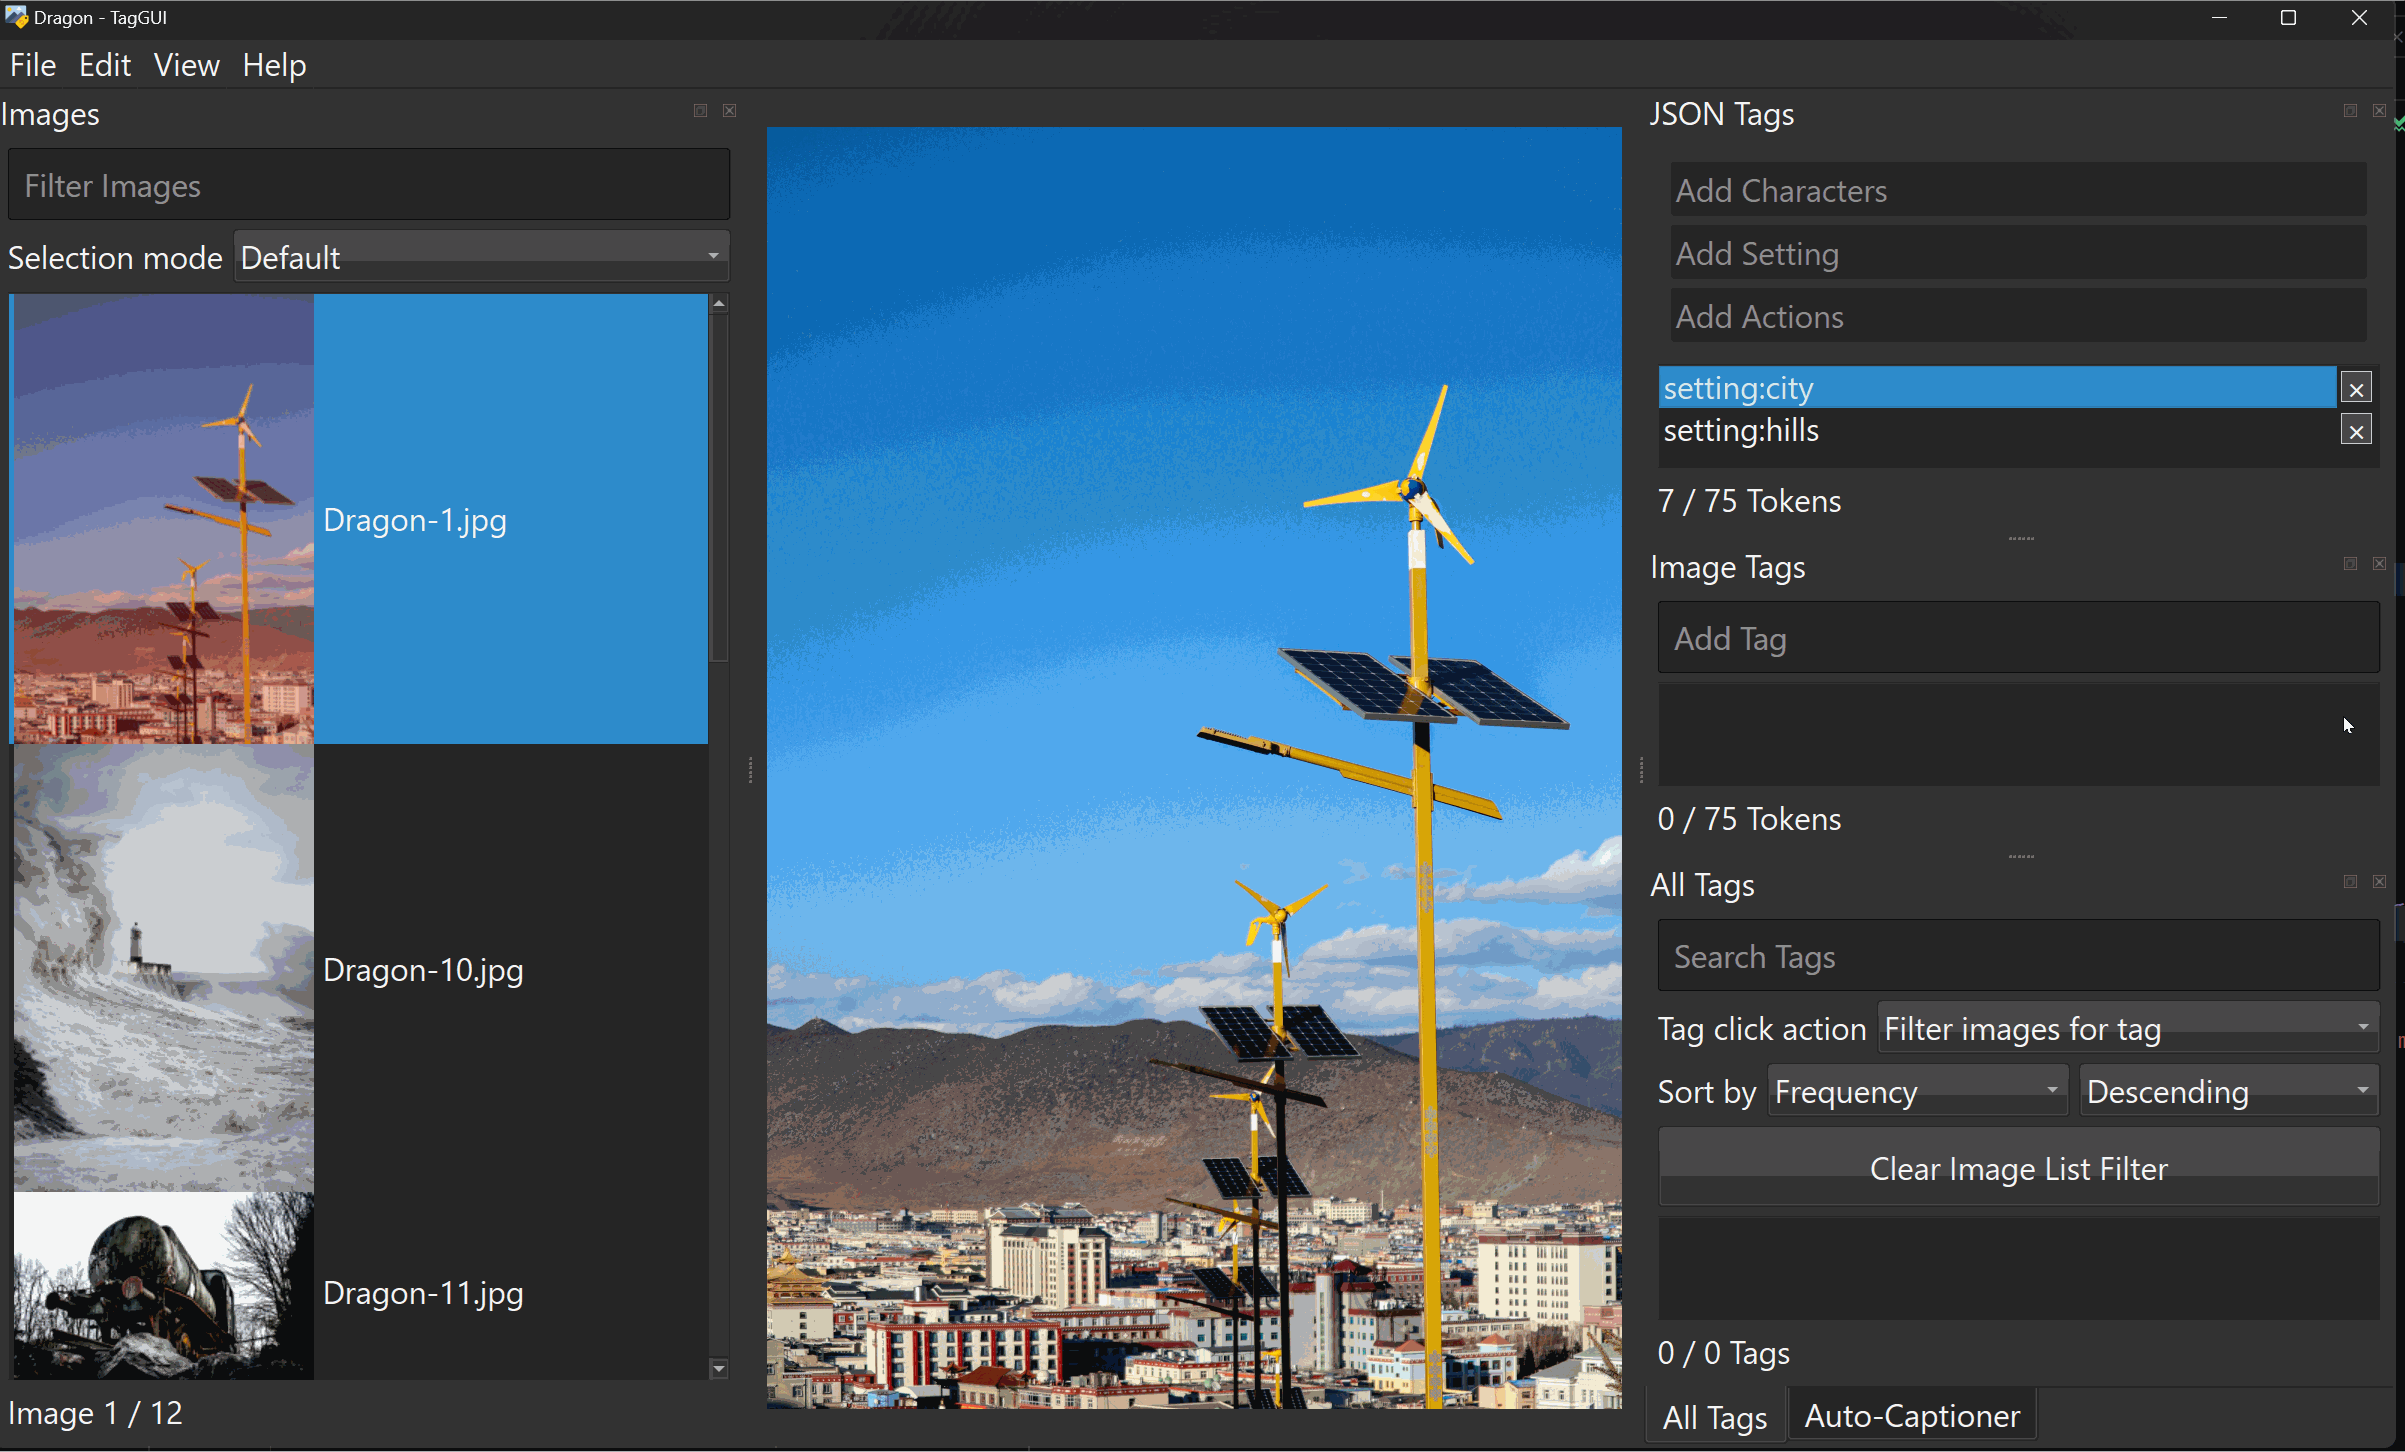 Dragon - TagGUI
File Edit View Help
Images
Filter Images
Selection mode Default
Dragon-1.jpg
Dragon-10.jpg
Dragon-11.jpg
Image 1 / 12
JSON Tags
Add Characters
Add Setting
Add Actions
setting:city
setting:hills
7 / 75 Tokens
Image Tags
Add Tag
0 / 75 Tokens
All Tags
Search Tags
Tag click action Filter images for tag
Sort by Frequency Descending
Clear Image List Filter
0 / 0 Tags
All Tags Auto-Captioner